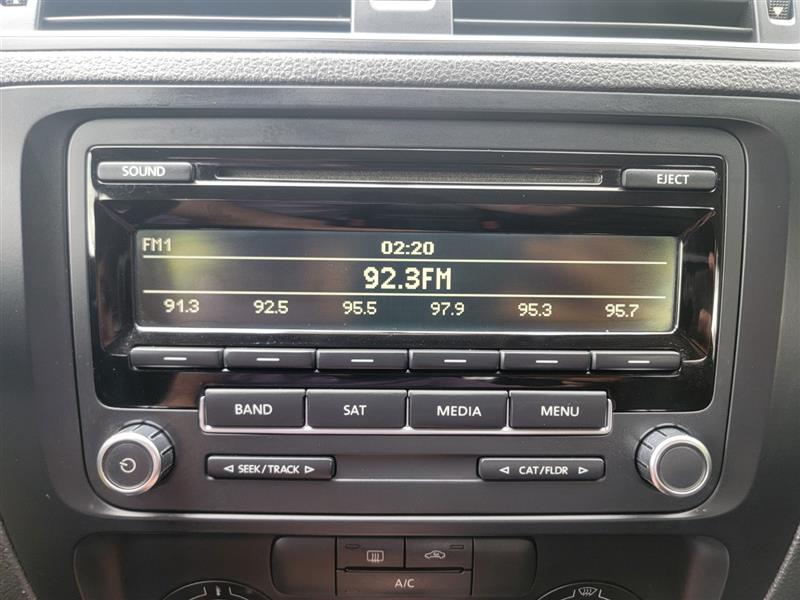 SOUND EJECT
FM1 02:20
92.3FM
91.3 92.5 95.5 97.9 95.3 95.7
BAND SAT MEDIA MENU
SEEK/TRACK CAT/FLDR
A/C